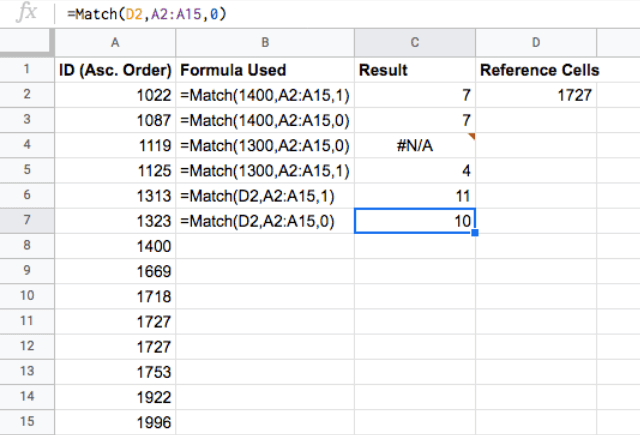 fx =Match(D2,A2:A15,0)
A B C D
1 ID (Asc. Order) Formula Used Result Reference Cells
2 1022 =Match(1400,A2:A15,1) 7 1727
3 1087 =Match(1400,A2:A15,0) 7
4 1119 =Match(1300,A2:A15,0) #N/A
5 1125 =Match(1300,A2:A15,1) 4
6 1313 =Match(D2,A2:A15,1) 11
7 1323 =Match(D2,A2:A15,0) 10
8 1400
9 1669
10 1718
11 1727
12 1727
13 1753
14 1922
15 1996